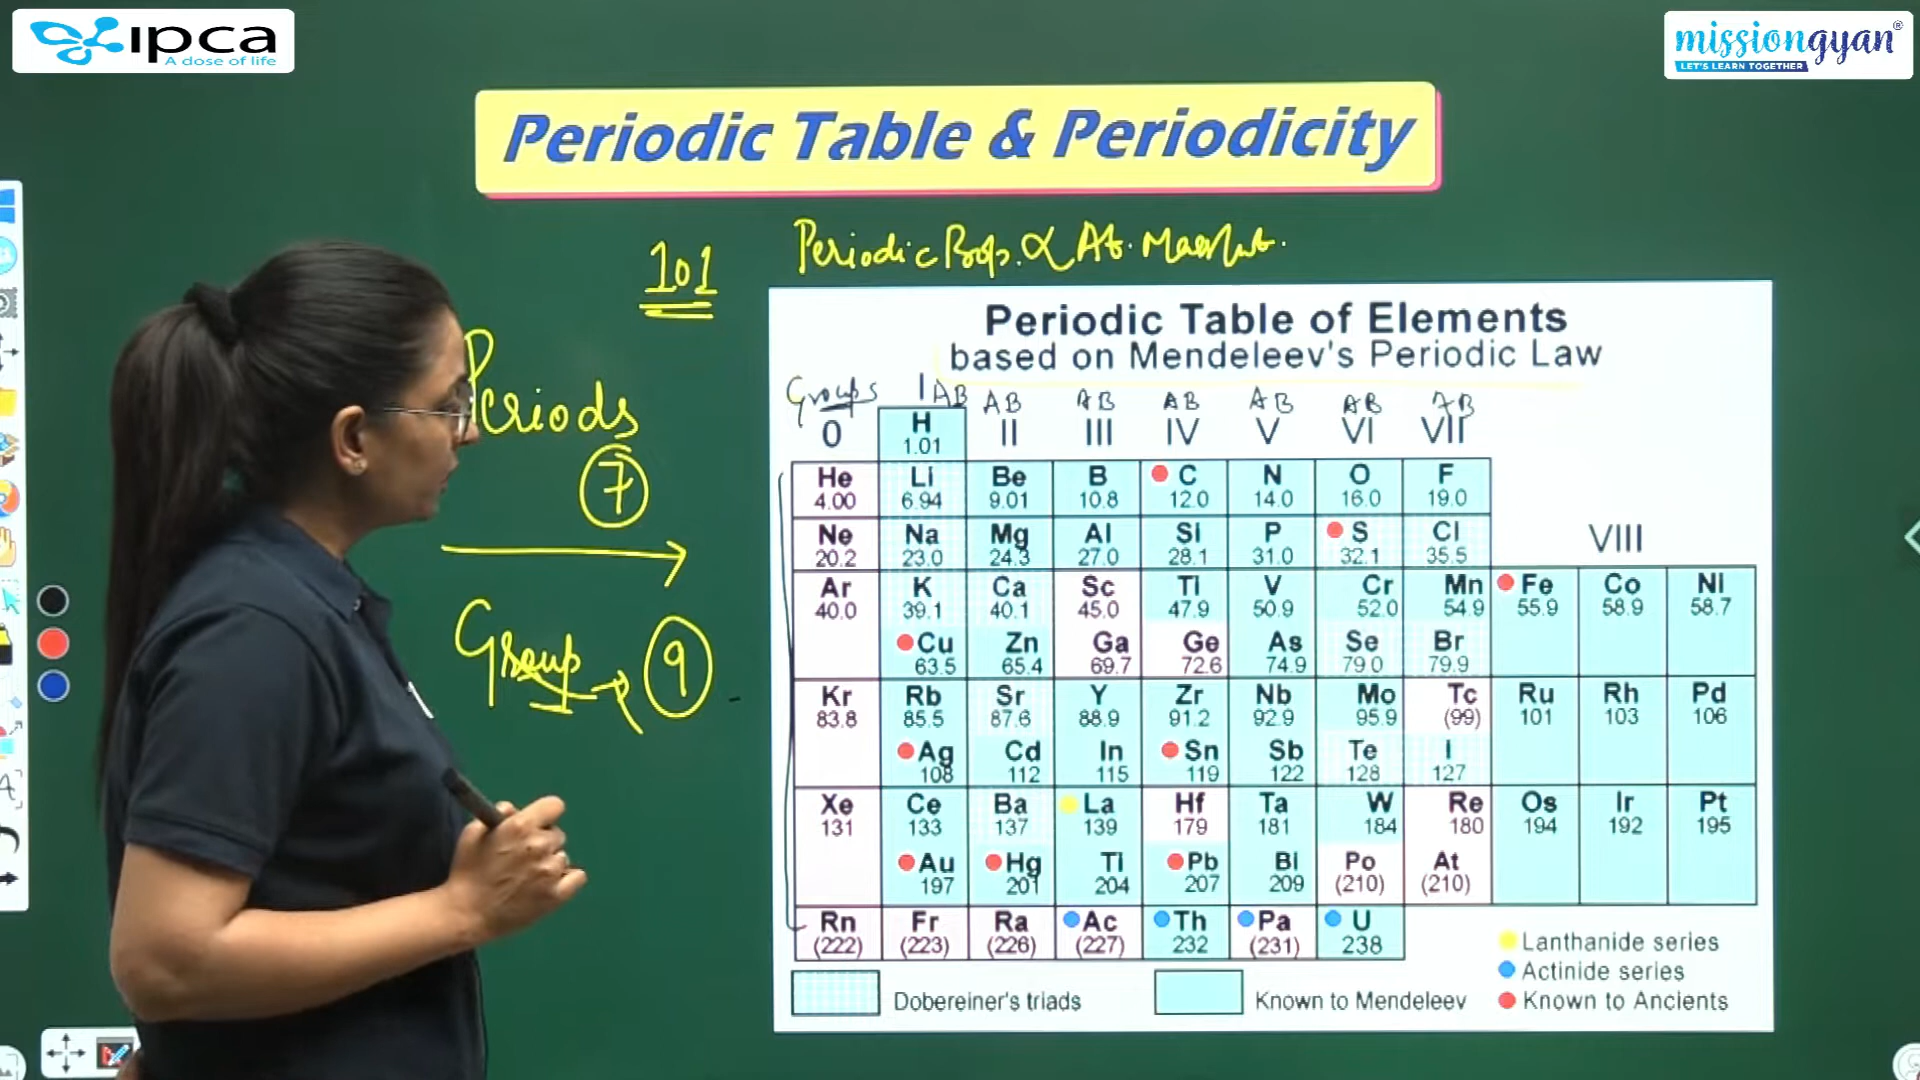 ipca
A dose of life
missiongyan®
LET'S LEARN TOGETHER
Periodic Table & Periodicity
101
Periodic Prop. ∝ At. Mass
Periods
7
Group → 9
Periodic Table of Elements
based on Mendeleev's Periodic Law
Groups I AB AB AB AB AB AB AB
0 II III IV V VI VII
H
1.01
He Li Be B C N O F
4.00 6.94 9.01 10.8 12.0 14.0 16.0 19.0
Ne Na Mg Al Si P S Cl VIII
20.2 23.0 24.3 27.0 28.1 31.0 32.1 35.5
Ar K Ca Sc Ti V Cr Mn Fe Co Ni
40.0 39.1 40.1 45.0 47.9 50.9 52.0 54.9 55.9 58.9 58.7
Cu Zn Ga Ge As Se Br
63.5 65.4 69.7 72.6 74.9 79.0 79.9
Kr Rb Sr Y Zr Nb Mo Tc Ru Rh Pd
83.8 85.5 87.6 88.9 91.2 92.9 95.9 (99) 101 103 106
Ag Cd In Sn Sb Te I
108 112 115 119 122 128 127
Xe Ce Ba La Hf Ta W Re Os Ir Pt
131 133 137 139 179 181 184 180 194 192 195
Au Hg Tl Pb Bi Po At
197 201 204 207 209 (210) (210)
Rn Fr Ra Ac Th Pa U
(222) (223) (226) (227) 232 (231) 238
Lanthanide series
Actinide series
Dobereiner's triads Known to Mendeleev Known to Ancients